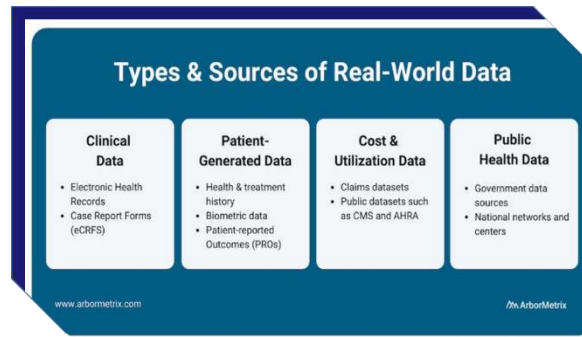 Types & Sources of Real-World Data
Clinical
Data
• Electronic Health
Records
• Case Report Forms
(eCRFS)
Patient-
Generated Data
• Health & treatment
history
• Biometric data
• Patient-reported
Outcomes (PROs)
Cost &
Utilization Data
• Claims datasets
• Public datasets such
as CMS and AHRA
Public
Health Data
• Government data
sources
• National networks and
centers
www.arbormetrix.com
ArborMetrix